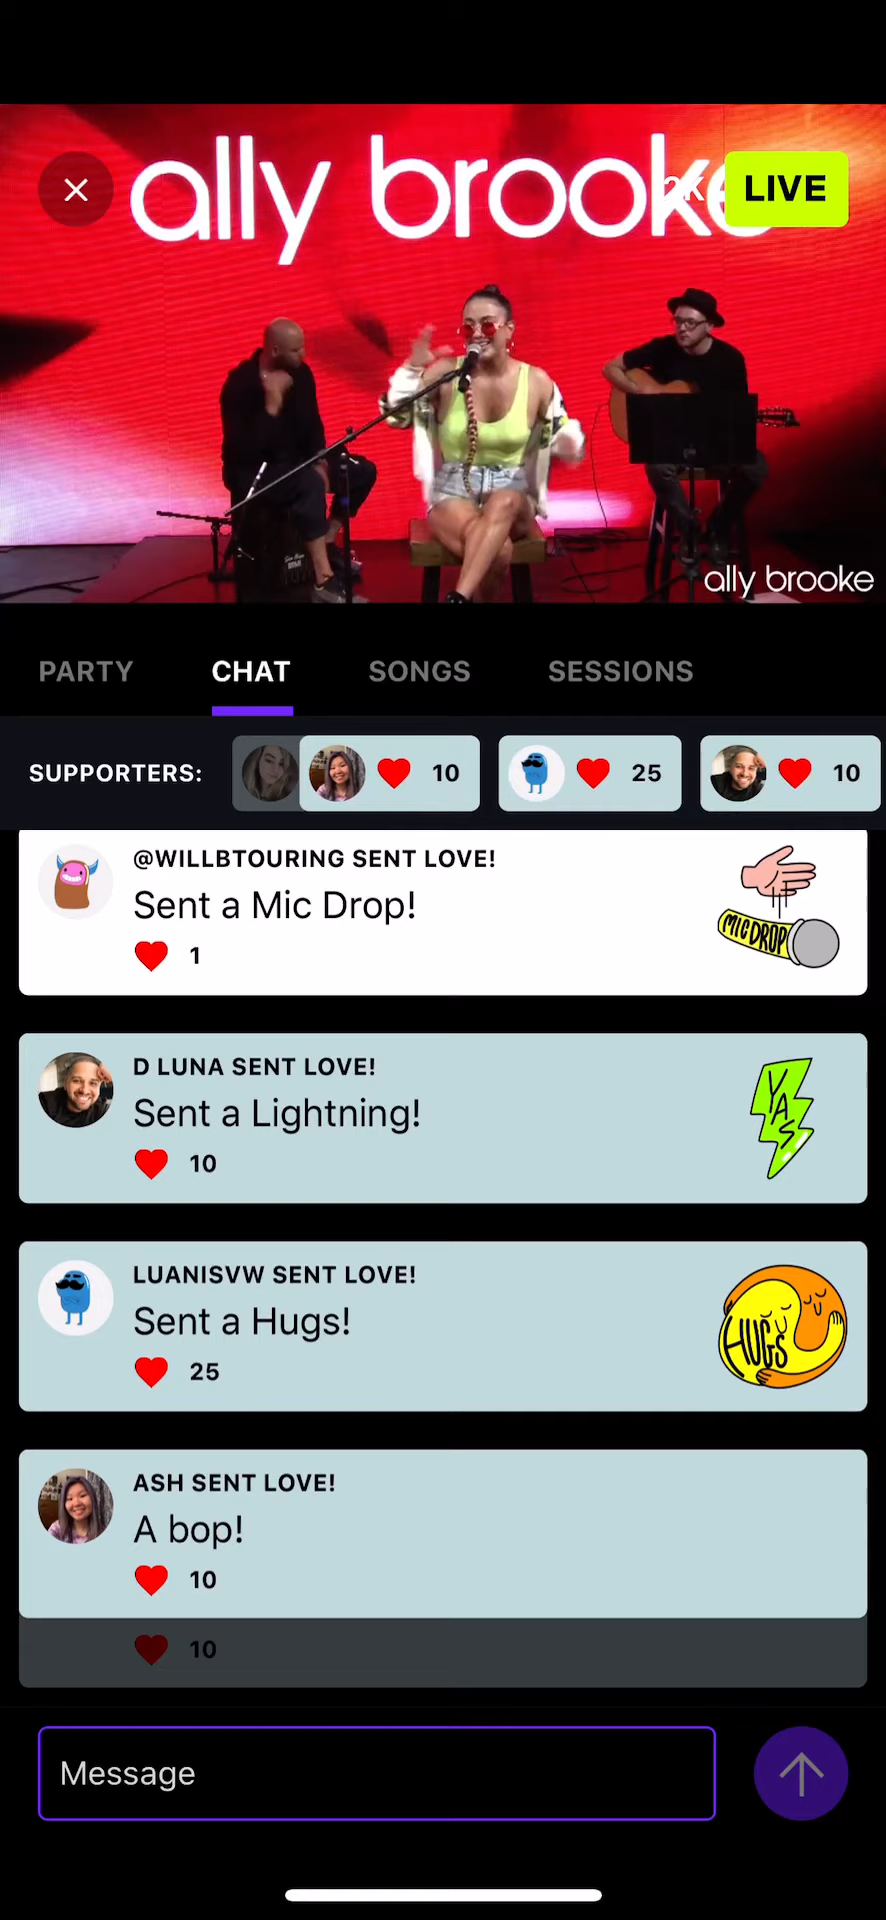 ally brooke
2K
LIVE
ally brooke
PARTY
CHAT
SONGS
SESSIONS
SUPPORTERS:
10
25
10
@WILLBTOURING SENT LOVE!
Sent a Mic Drop!
1
MIC DROP
D LUNA SENT LOVE!
Sent a Lightning!
10
YAS
LUANISVW SENT LOVE!
Sent a Hugs!
25
HUGS
ASH SENT LOVE!
A bop!
10
10
Message